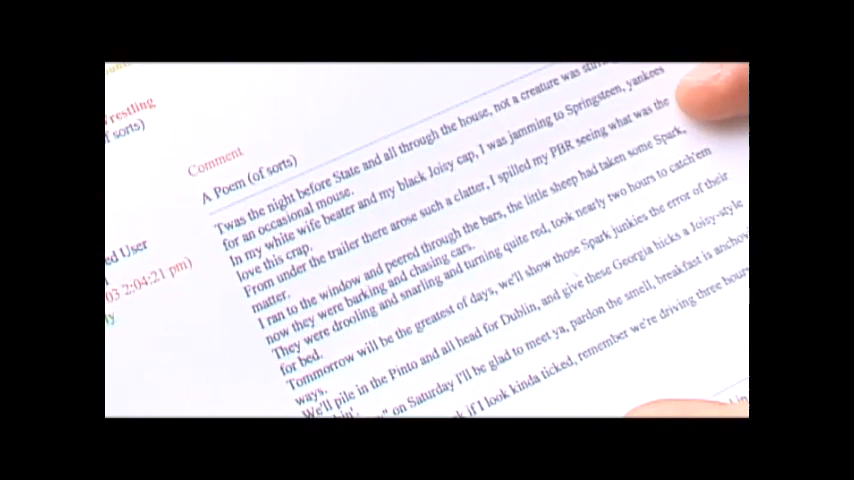 Wrestling
f sorts)
ed User
03 2:04:21 pm)
Comment
A Poem (of sorts)
Twas the night before State and all through the house, not a creature was
for an occasional mouse.
In my white wife beater and my black Joisy cap, I was jamming to Springsteen, yankees
love this crap.
From under the trailer there arose such a clatter, I spilled my PBR seeing what was the
matter.
I ran to the window and peered through the bars, the little sheep had taken some Spark,
now they were barking and chasing cars.
They were drooling and snarling and turning quite red, took nearly two hours to catch'em
for bed.
Tommorrow will be the greatest of days, we'll show those Spark junkies the error of their
ways.
We'll pile in the Pinto and all head for Dublin, and give these Georgia hicks a Joisy-style
on Saturday I'll be glad to meet ya, pardon the smell, breakfast is
if I look kinda ticked, remember we're driving three hours